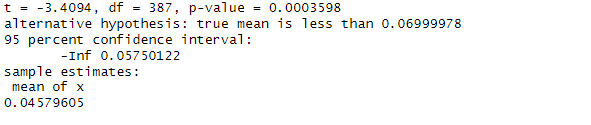 t = -3.4094, df = 387, p-value = 0.0003598
alternative hypothesis: true mean is less than 0.06999978
95 percent confidence interval:
-Inf 0.05750122
sample estimates:
mean of x
0.04579605